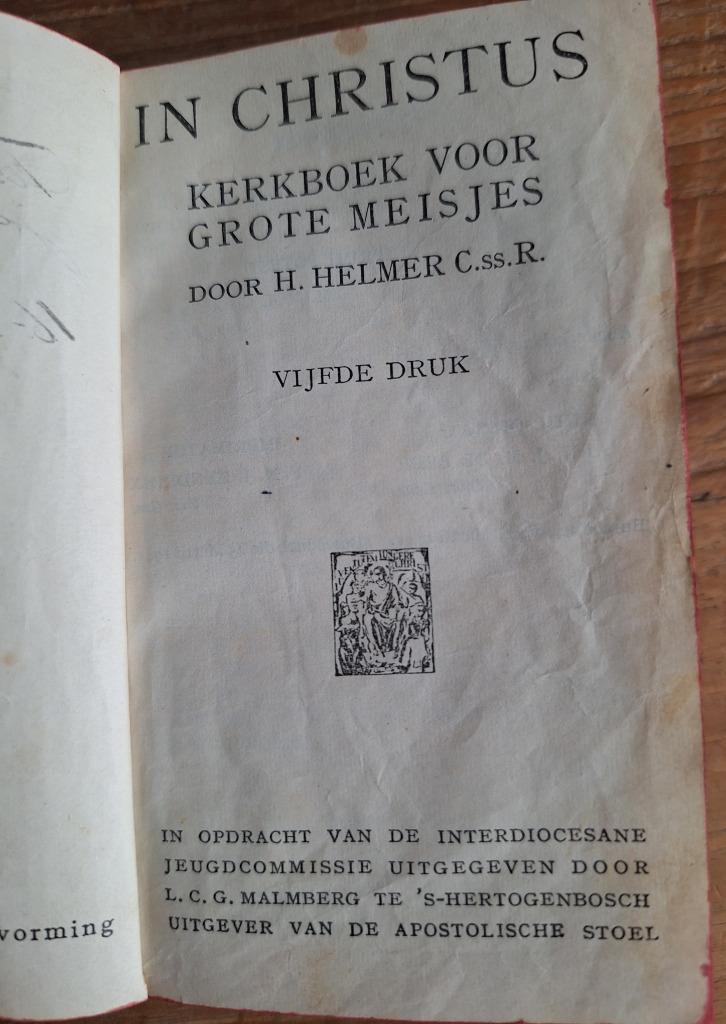 vorming
IN CHRISTUS
KERKBOEK VOOR
GROTE MEISJES
DOOR H. HELMER C.ss.R.
VIJFDE DRUK
IN OPDRACHT VAN DE INTERDIOCESANE
JEUGDCOMMISSIE UITGEGEVEN DOOR
L. C. G. MALMBERG TE 'S-HERTOGENBOSCH
UITGEVER VAN DE APOSTOLISCHE STOEL